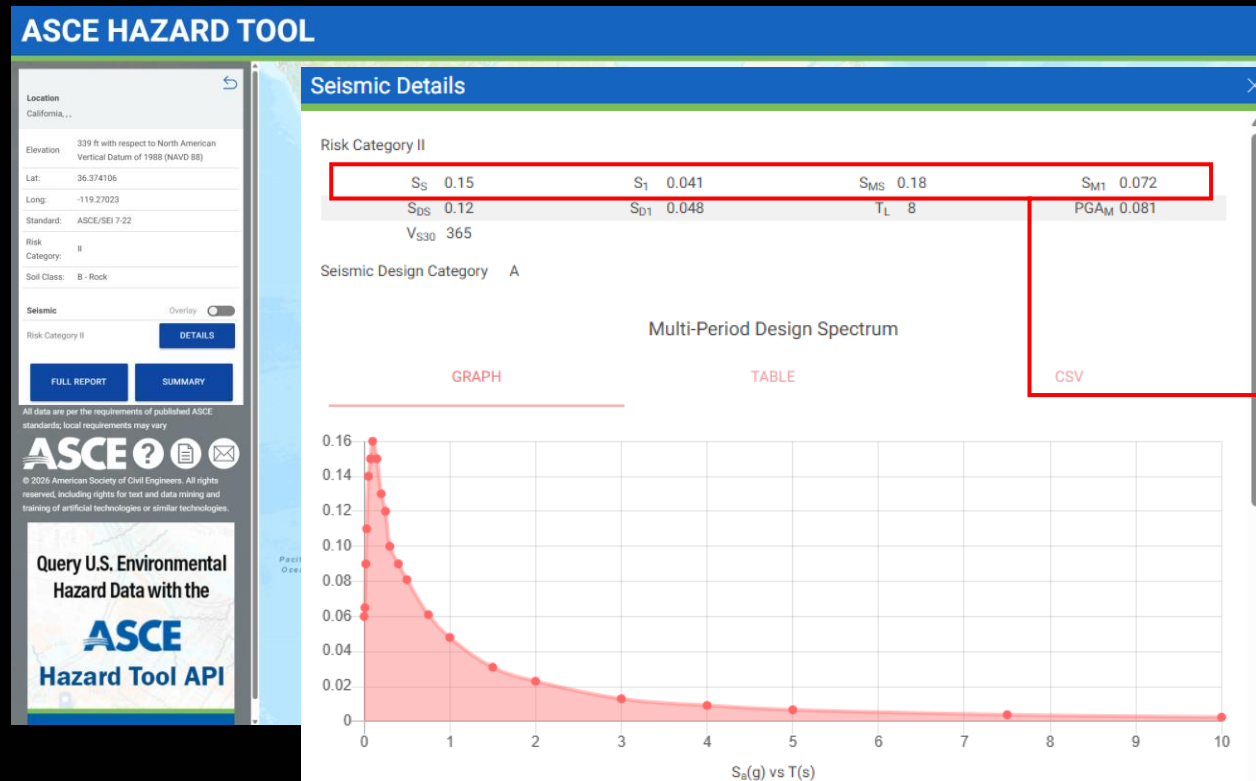 ASCE HAZARD TOOL
Location
California, , ,
Elevation 339 ft with respect to North American
Vertical Datum of 1988 (NAVD 88)
Lat: 36.374106
Long: -119.27023
Standard: ASCE/SEI 7-22
Risk
Category: II
Soil Class: B - Rock
Seismic Overlay
Risk Category II DETAILS
FULL REPORT SUMMARY
All data are per the requirements of published ASCE
standards; local requirements may vary
ASCE ?
© 2026 American Society of Civil Engineers. All rights
reserved, including rights for text and data mining and
training of artificial technologies or similar technologies.
Query U.S. Environmental
Hazard Data with the
ASCE
Hazard Tool API
Seismic Details
Risk Category II
SS 0.15 S1 0.041 SMS 0.18 SM1 0.072
SDS 0.12 SD1 0.048 TL 8 PGAM 0.081
VS30 365
Seismic Design Category A
Multi-Period Design Spectrum
GRAPH TABLE CSV
0.16
0.14
0.12
0.10
0.08
0.06
0.04
0.02
0
0 1 2 3 4 5 6 7 8 9 10
Sa(g) vs T(s)